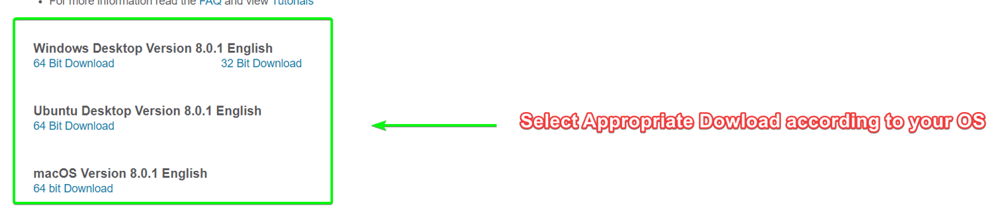 For more information read the FAQ and view Tutorials
Windows Desktop Version 8.0.1 English
64 Bit Download 32 Bit Download
Ubuntu Desktop Version 8.0.1 English
64 Bit Download
Select Appropriate Dowload according to your OS
macOS Version 8.0.1 English
64 bit Download